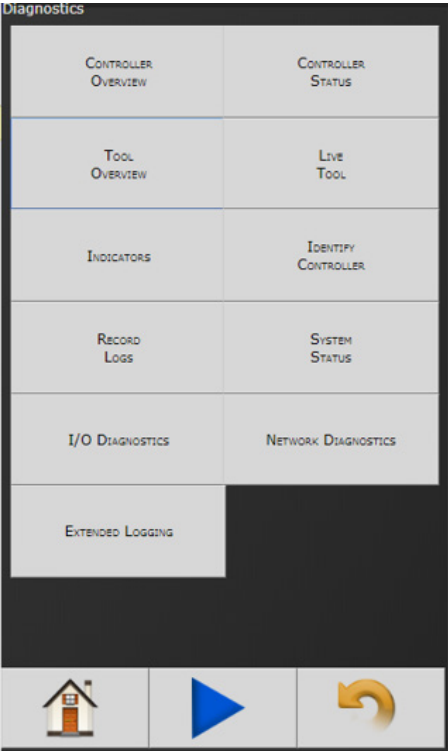 Diagnostics
Controller
Overview
Controller
Status
Tool
Overview
Live
Tool
Indicators
Identify
Controller
Record
Logs
System
Status
I/O Diagnostics
Network Diagnostics
Extended Logging